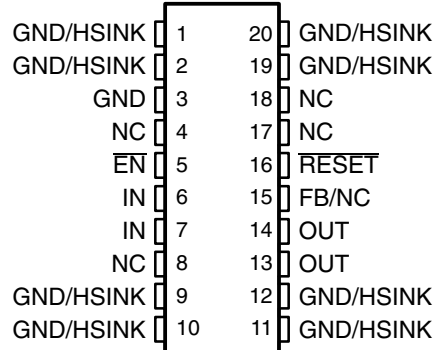 GND/HSINK 1 20 GND/HSINK
GND/HSINK 2 19 GND/HSINK
GND 3 18 NC
NC 4 17 NC
EN 5 16 RESET
IN 6 15 FB/NC
IN 7 14 OUT
NC 8 13 OUT
GND/HSINK 9 12 GND/HSINK
GND/HSINK 10 11 GND/HSINK